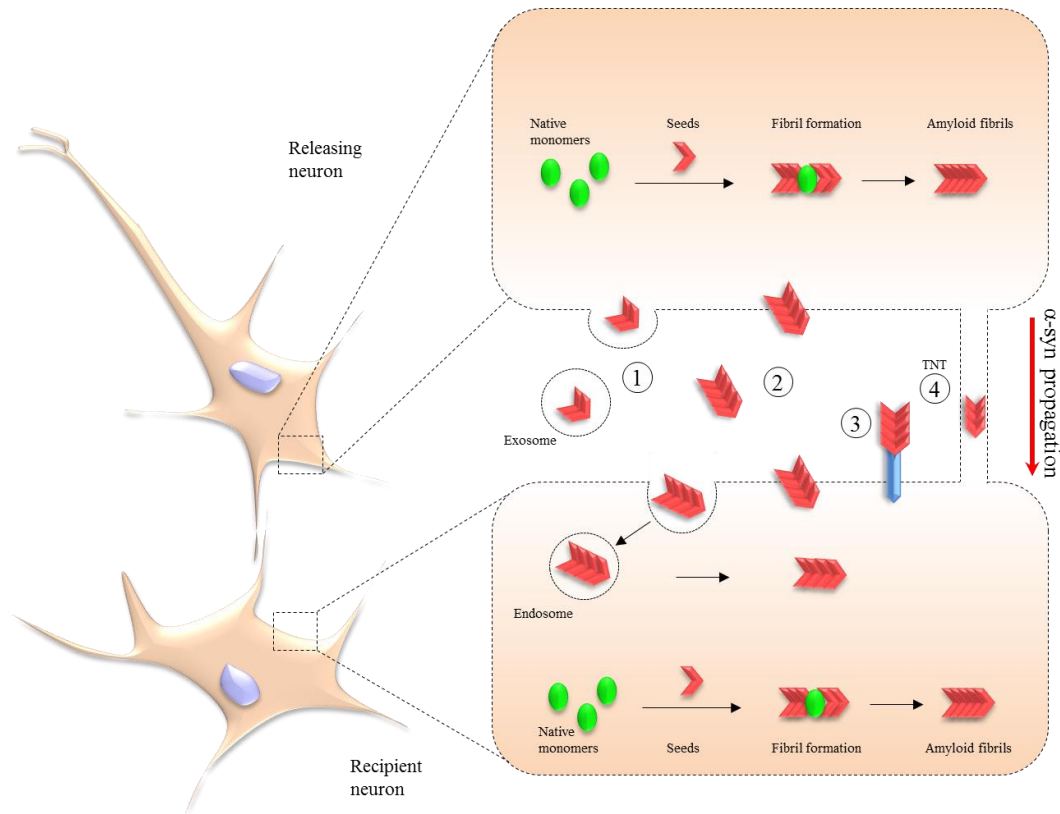 Releasing
neuron
Native
monomers
Seeds
Fibril formation
Amyloid fibrils
1
2
3
TNT
4
Exosome
α-syn propagation
Endosome
Native
monomers
Seeds
Fibril formation
Amyloid fibrils
Recipient
neuron